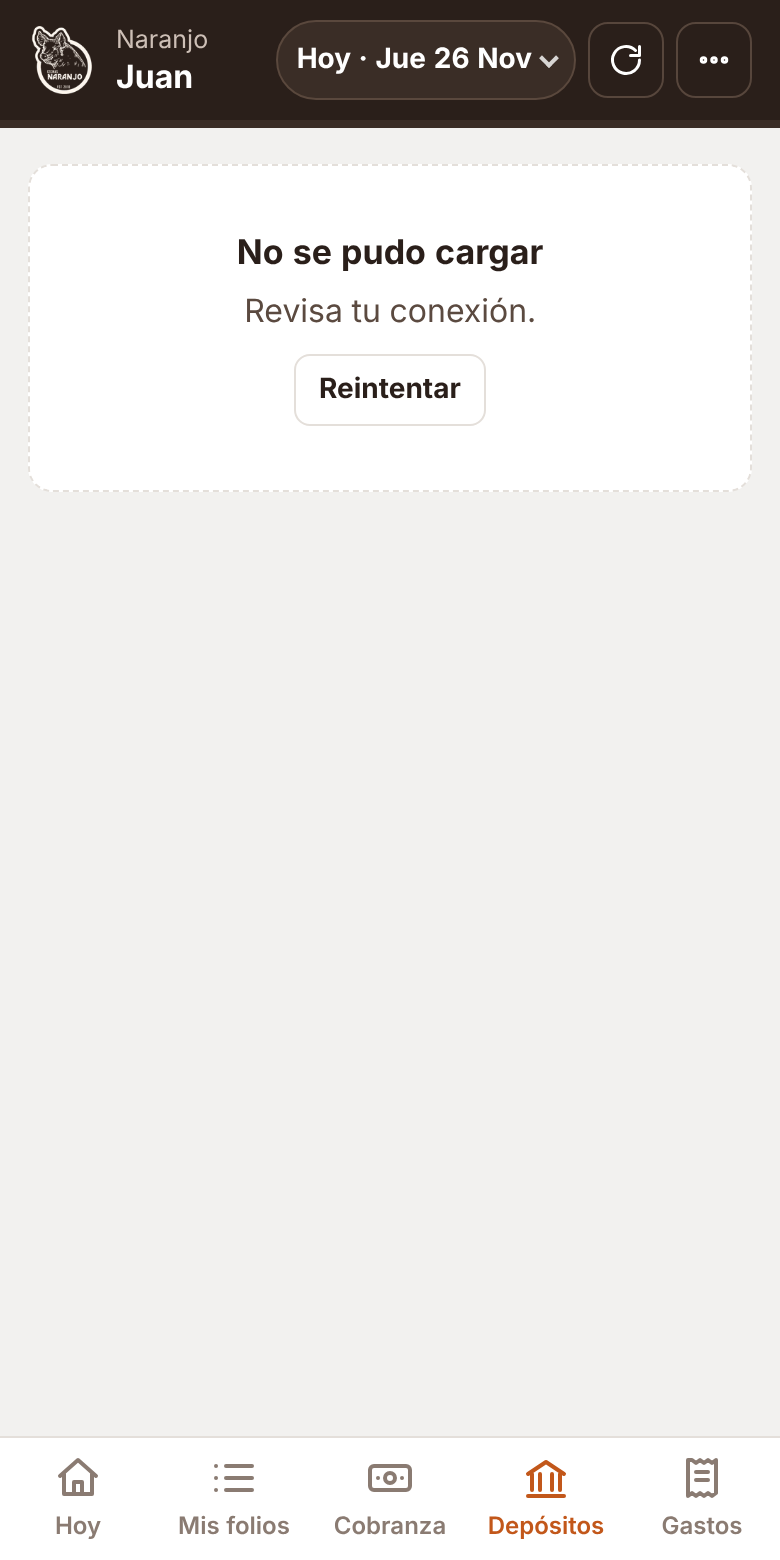 Naranjo
Juan
Hoy · Jue 26 Nov
NARANJO
No se pudo cargar
Revisa tu conexión.
Reintentar
Hoy
Mis folios
Cobranza
Depósitos
Gastos